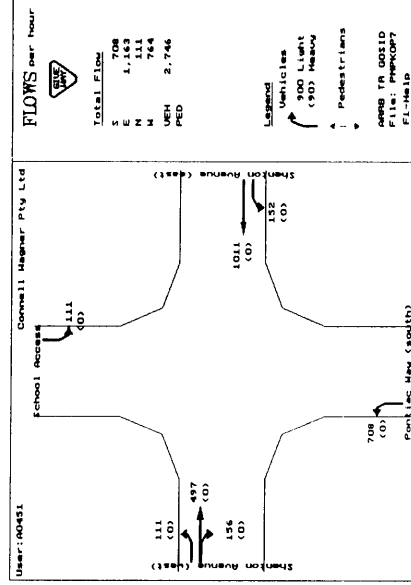 FLOWS per hour
GIVE WAY
Total Flow
S 708
E 1,163
N 111
W 764
VEH 2,746
PED
Legend
Vehicles
900 Light
(90) Heavy
Pedestrians
ARRB TR GOSID
File: PMPKOP7
F1-Help
User:A0451
Connell Wagner Pty Ltd
School Access
111
(0)
Shenton Avenue (east)
1011
(0)
152
(0)
111
(0)
497
(0)
156
(0)
Shenton Avenue (east)
708
(0)
Pontiac Way (south)